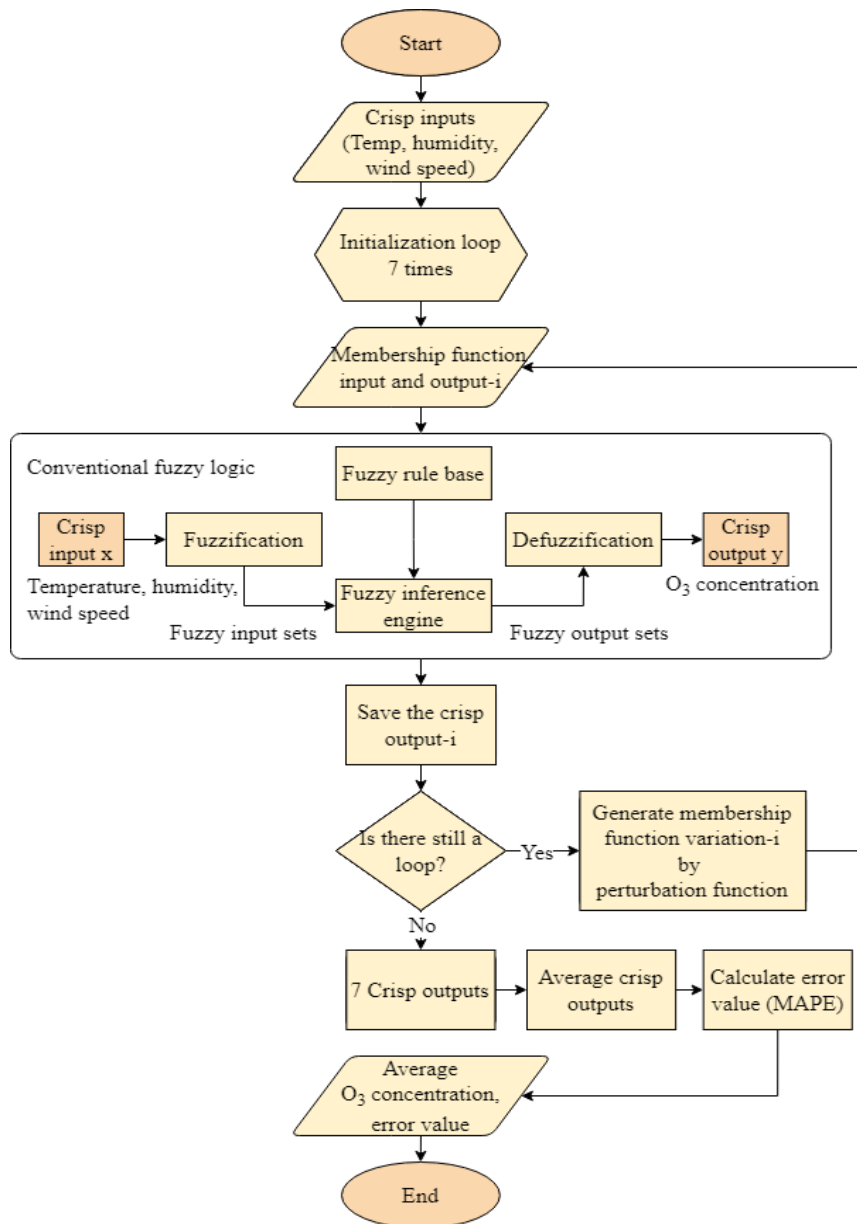 Start
Crisp inputs
(Temp, humidity,
wind speed)
Initialization loop
7 times
Membership function
input and output-i
Conventional fuzzy logic
Fuzzy rule base
Crisp
input x
Fuzzification
Defuzzification
Crisp
output y
Temperature, humidity,
wind speed
O₃ concentration
Fuzzy inference
engine
Fuzzy input sets
Fuzzy output sets
Save the crisp
output-i
Is there still a
loop?
Yes
Generate membership
function variation-i
by
perturbation function
No
7 Crisp outputs
Average crisp
outputs
Calculate error
value (MAPE)
Average
O₃ concentration,
error value
End